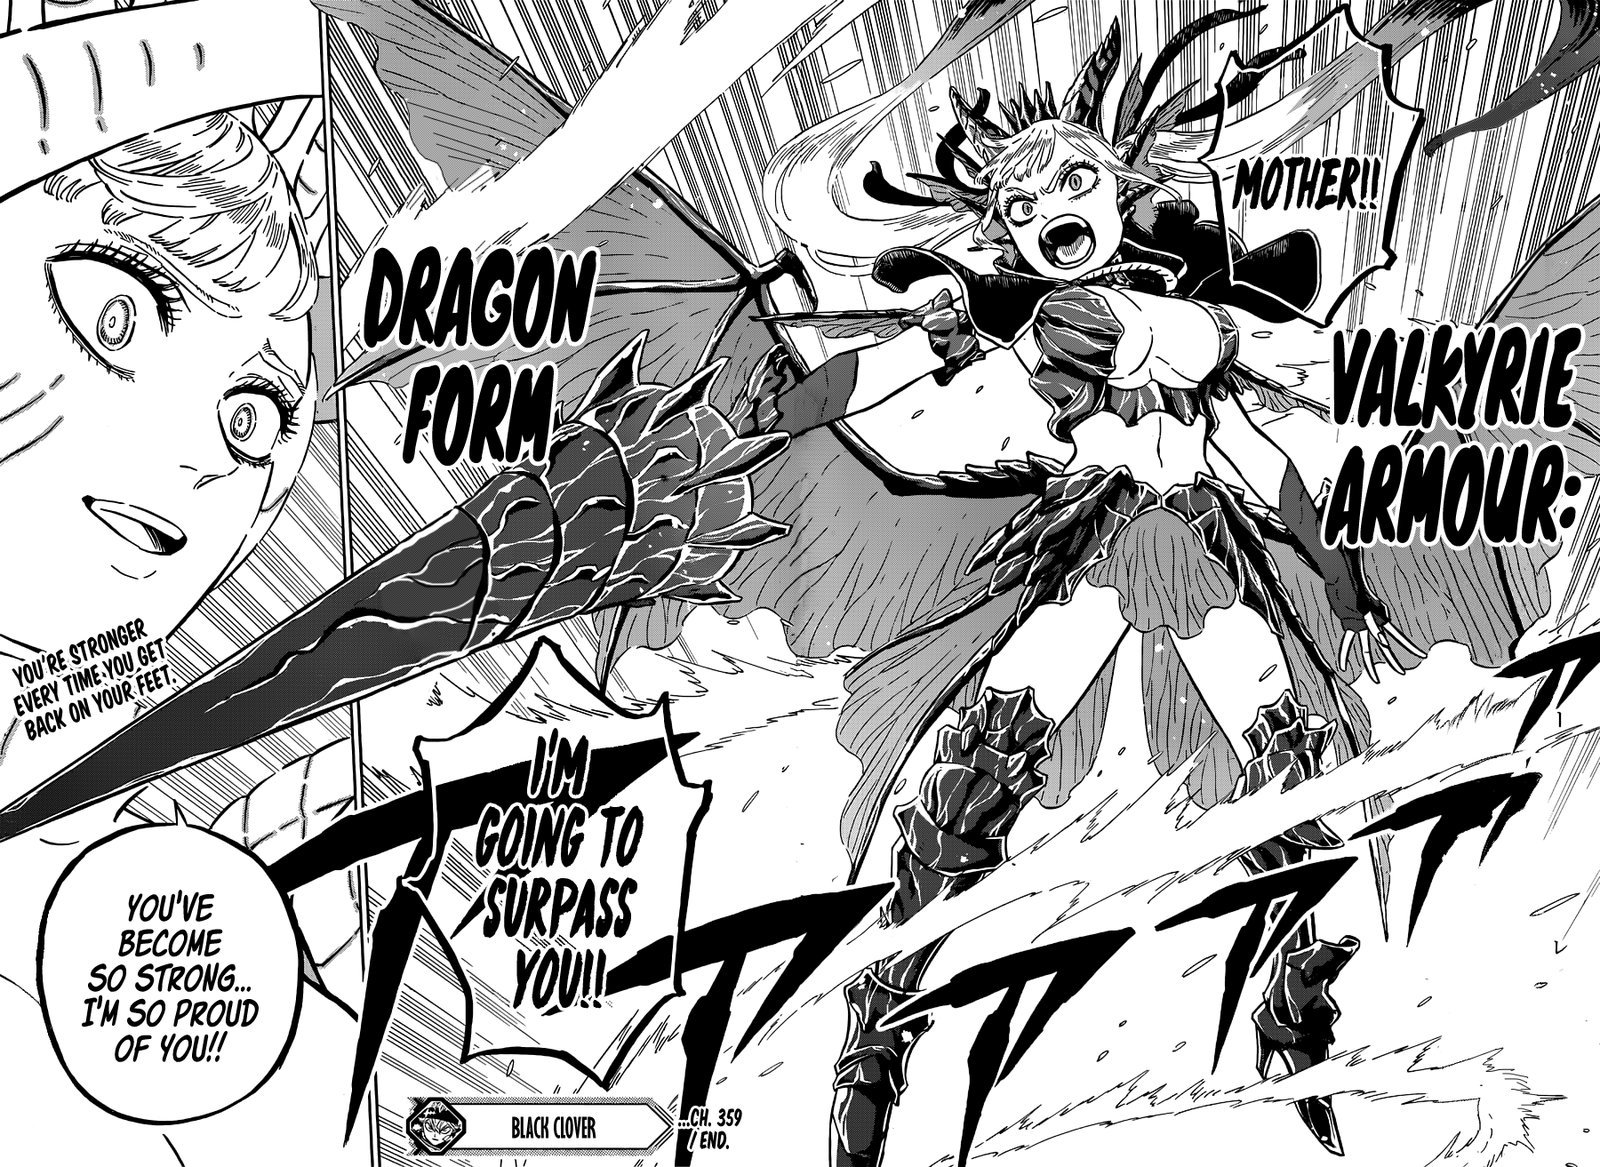 MOTHER!!
VALKYRIE
ARMOUR:
DRAGON
FORM
I'M
GOING TO
SURPASS
YOU!!
YOU'RE STRONGER
EVERY TIME YOU GET
BACK ON YOUR FEET.
YOU'VE
BECOME
SO STRONG...
I'M SO PROUD
OF YOU!!
BLACK CLOVER
...CH. 359
/ END.